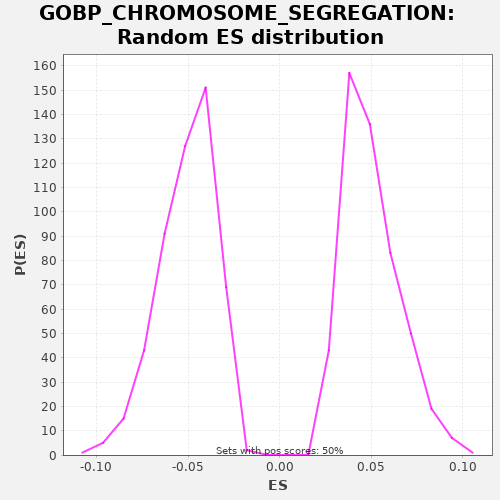 GOBP_CHROMOSOME_SEGREGATION:
Random ES distribution
160
150
140
130
120
110
100
90
80
70
60
50
40
30
20
10
0
P(ES)
Sets with pos scores: 50%
-0.10 -0.05 0.00 0.05 0.10
ES